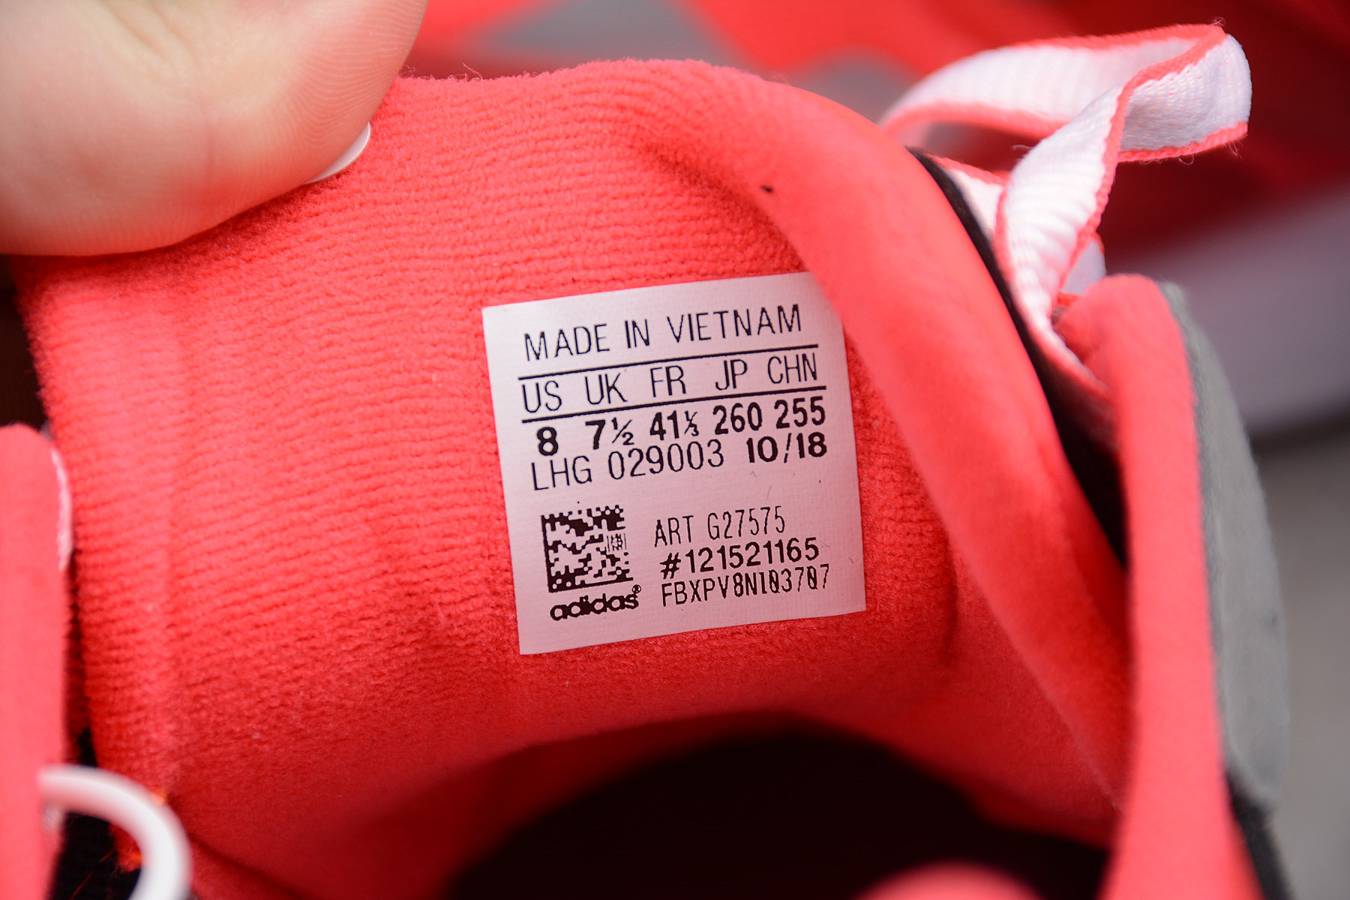 MADE IN VIETNAM
US UK FR JP CHN
8 7½ 41⅓ 260 255
LHG 029003 10/18
ART G27575
#121521165
FBXPV8N103707
adidas®